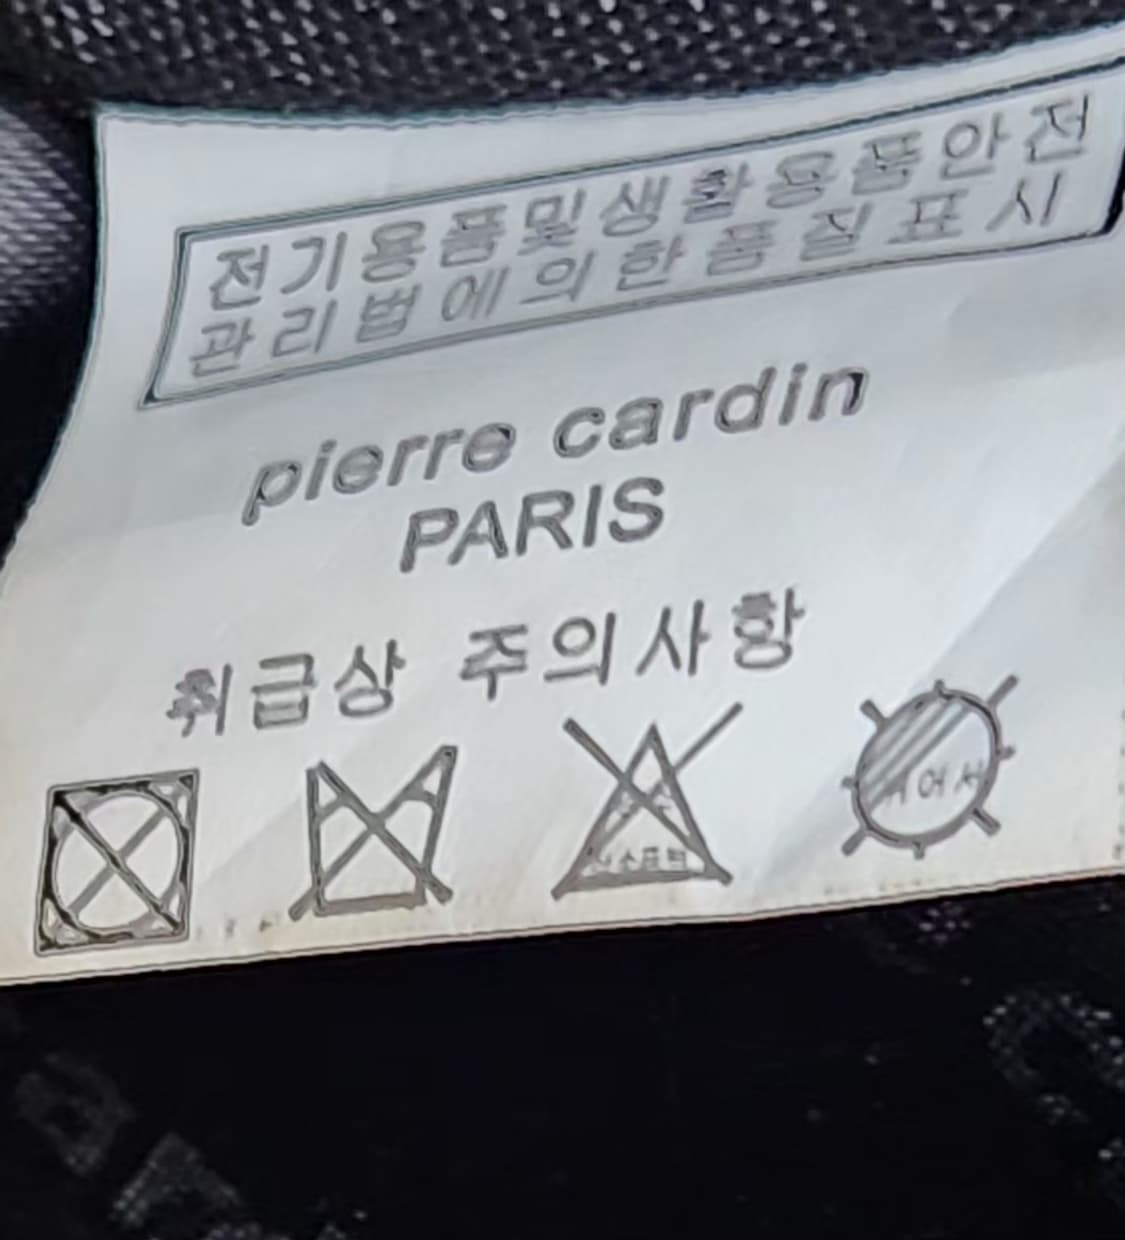 전기용품및생활용품안전
관리법에의한품질표시
pierre cardin
PARIS
취급상 주의사항